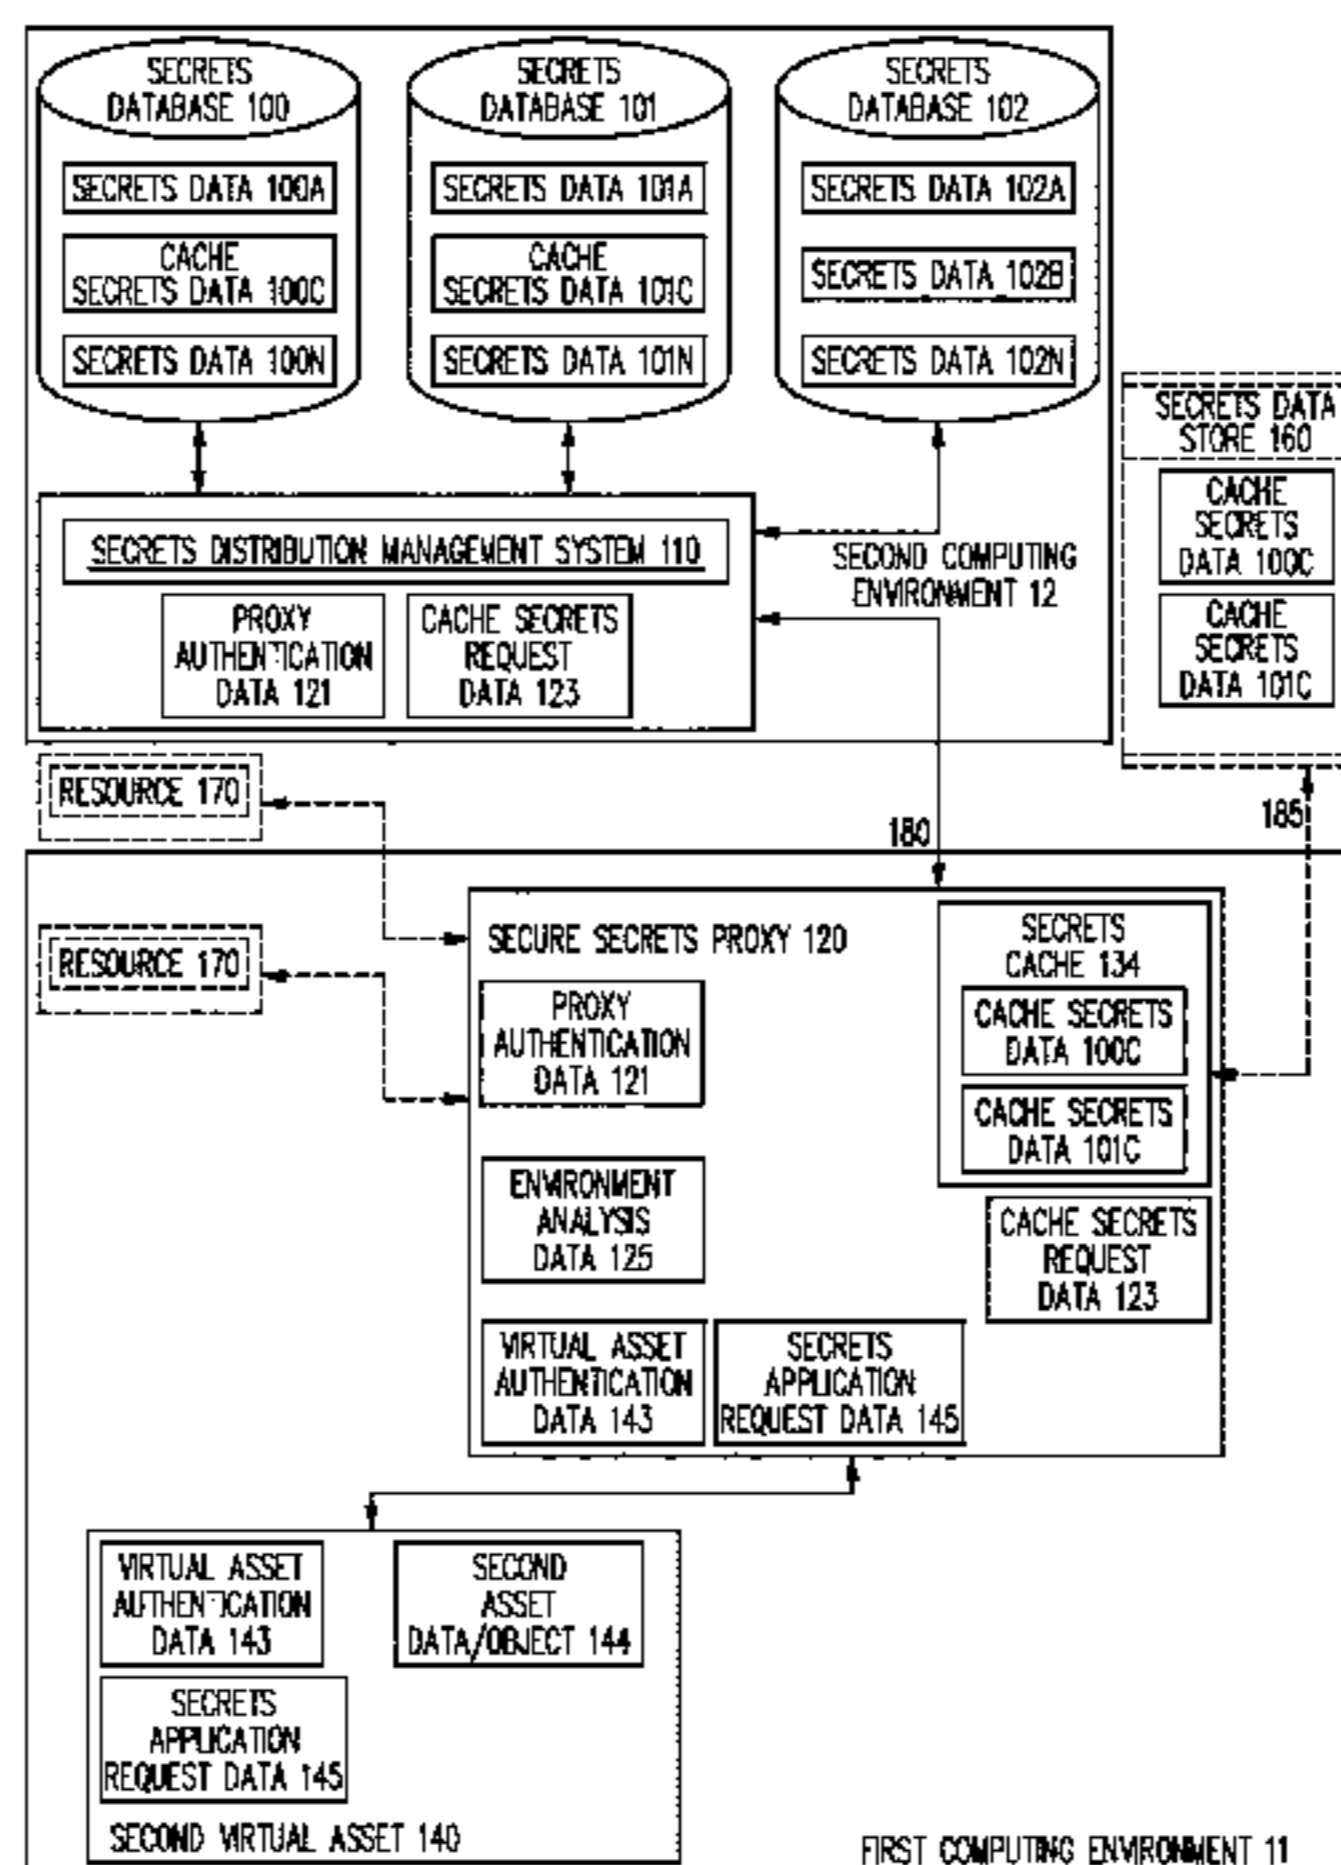 SECRETS
DATABASE 100
SECRETS DATA 100A
CACHE
SECRETS DATA 100C
SECRETS DATA 100N
SECRETS
DATABASE 101
SECRETS DATA 101A
CACHE
SECRETS DATA 101C
SECRETS DATA 101N
SECRETS
DATABASE 102
SECRETS DATA 102A
SECRETS DATA 102B
SECRETS DATA 102N
SECRETS DATA
STORE 160
CACHE
SECRETS
DATA 100C
CACHE
SECRETS
DATA 101C
SECRETS DISTRIBUTION MANAGEMENT SYSTEM 110
PROXY
AUTHENTICATION
DATA 121
CACHE SECRETS
REQUEST
DATA 123
SECOND COMPUTING
ENVIRONMENT 12
RESOURCE 170
180
185
RESOURCE 170
SECURE SECRETS PROXY 120
PROXY
AUTHENTICATION
DATA 121
SECRETS
CACHE 134
CACHE SECRETS
DATA 100C
CACHE SECRETS
DATA 101C
ENVIRONMENT
ANALYSIS
DATA 125
CACHE SECRETS
REQUEST
DATA 123
VIRTUAL ASSET
AUTHENTICATION
DATA 143
SECRETS
APPLICATION
REQUEST DATA 145
VIRTUAL ASSET
AUTHENTICATION
DATA 143
SECOND
ASSET
DATA/OBJECT 144
SECRETS
APPLICATION
REQUEST DATA 145
SECOND VIRTUAL ASSET 140
FIRST COMPUTING ENVIRONMENT 11